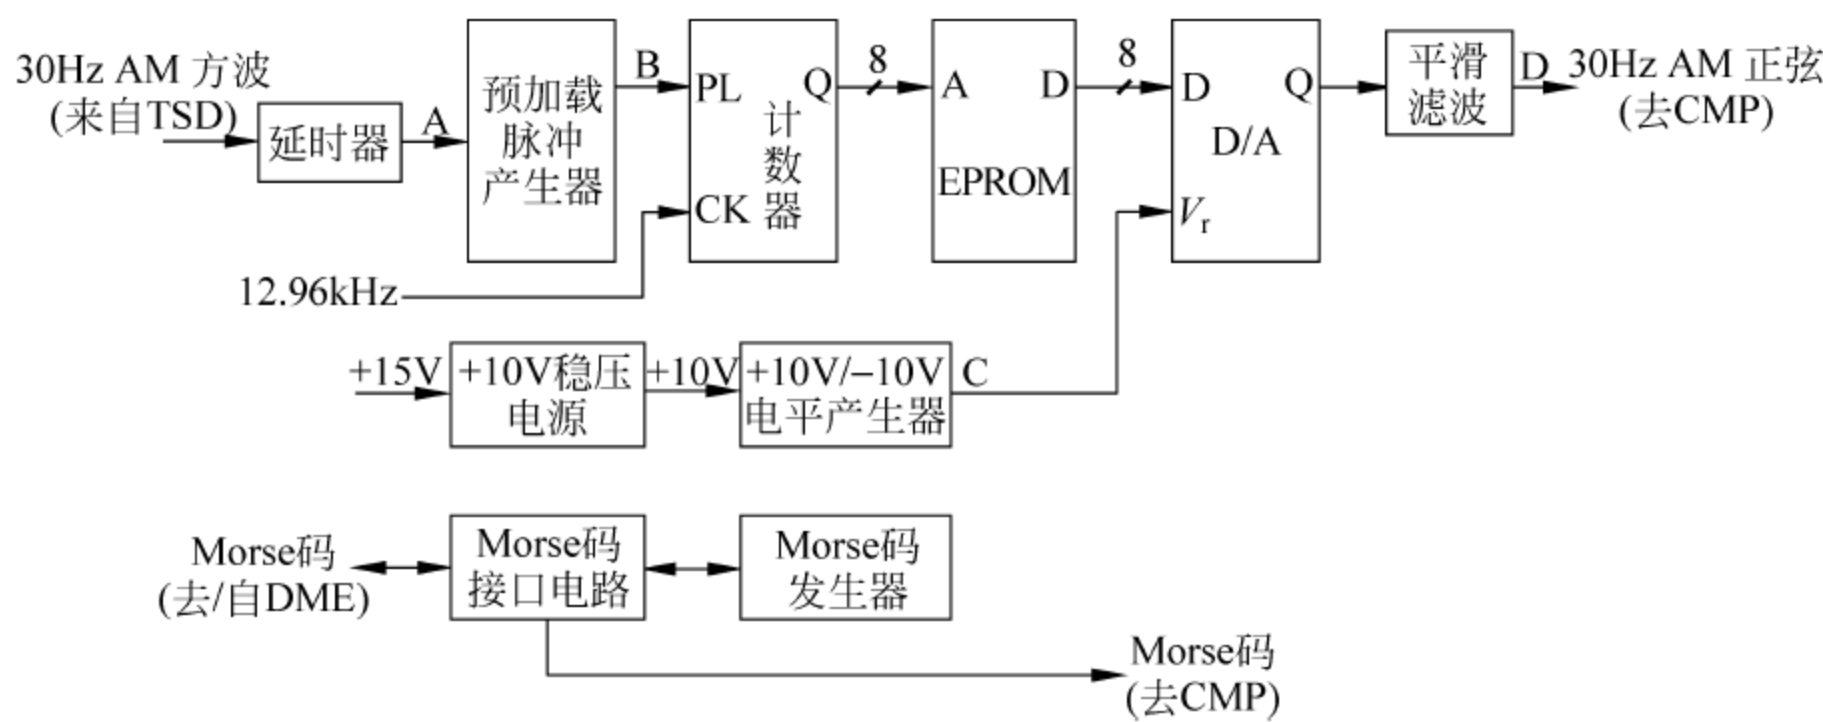 30Hz AM 方波
(来自TSD)
延时器
A
预加载
脉冲
产生器
B
PL
Q
计
数
器
CK
12.96kHz
8
A
D
EPROM
8
D
Q
D/A
Vr
平滑
滤波
D
30Hz AM 正弦
(去CMP)
+15V
+10V稳压
电源
+10V
+10V/−10V
电平产生器
C
Morse码
(去/自DME)
Morse码
接口电路
Morse码
发生器
Morse码
(去CMP)